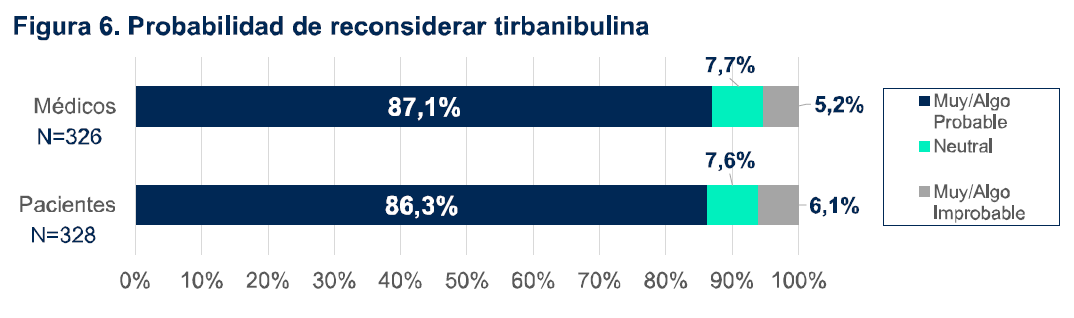 Figura 6. Probabilidad de reconsiderar tirbanibulina
7,7%
Médicos
N=326
87,1%
5,2%
7,6%
Pacientes
N=328
86,3%
6,1%
0% 10% 20% 30% 40% 50% 60% 70% 80% 90% 100%
Muy/Algo
Probable
Neutral
Muy/Algo
Improbable